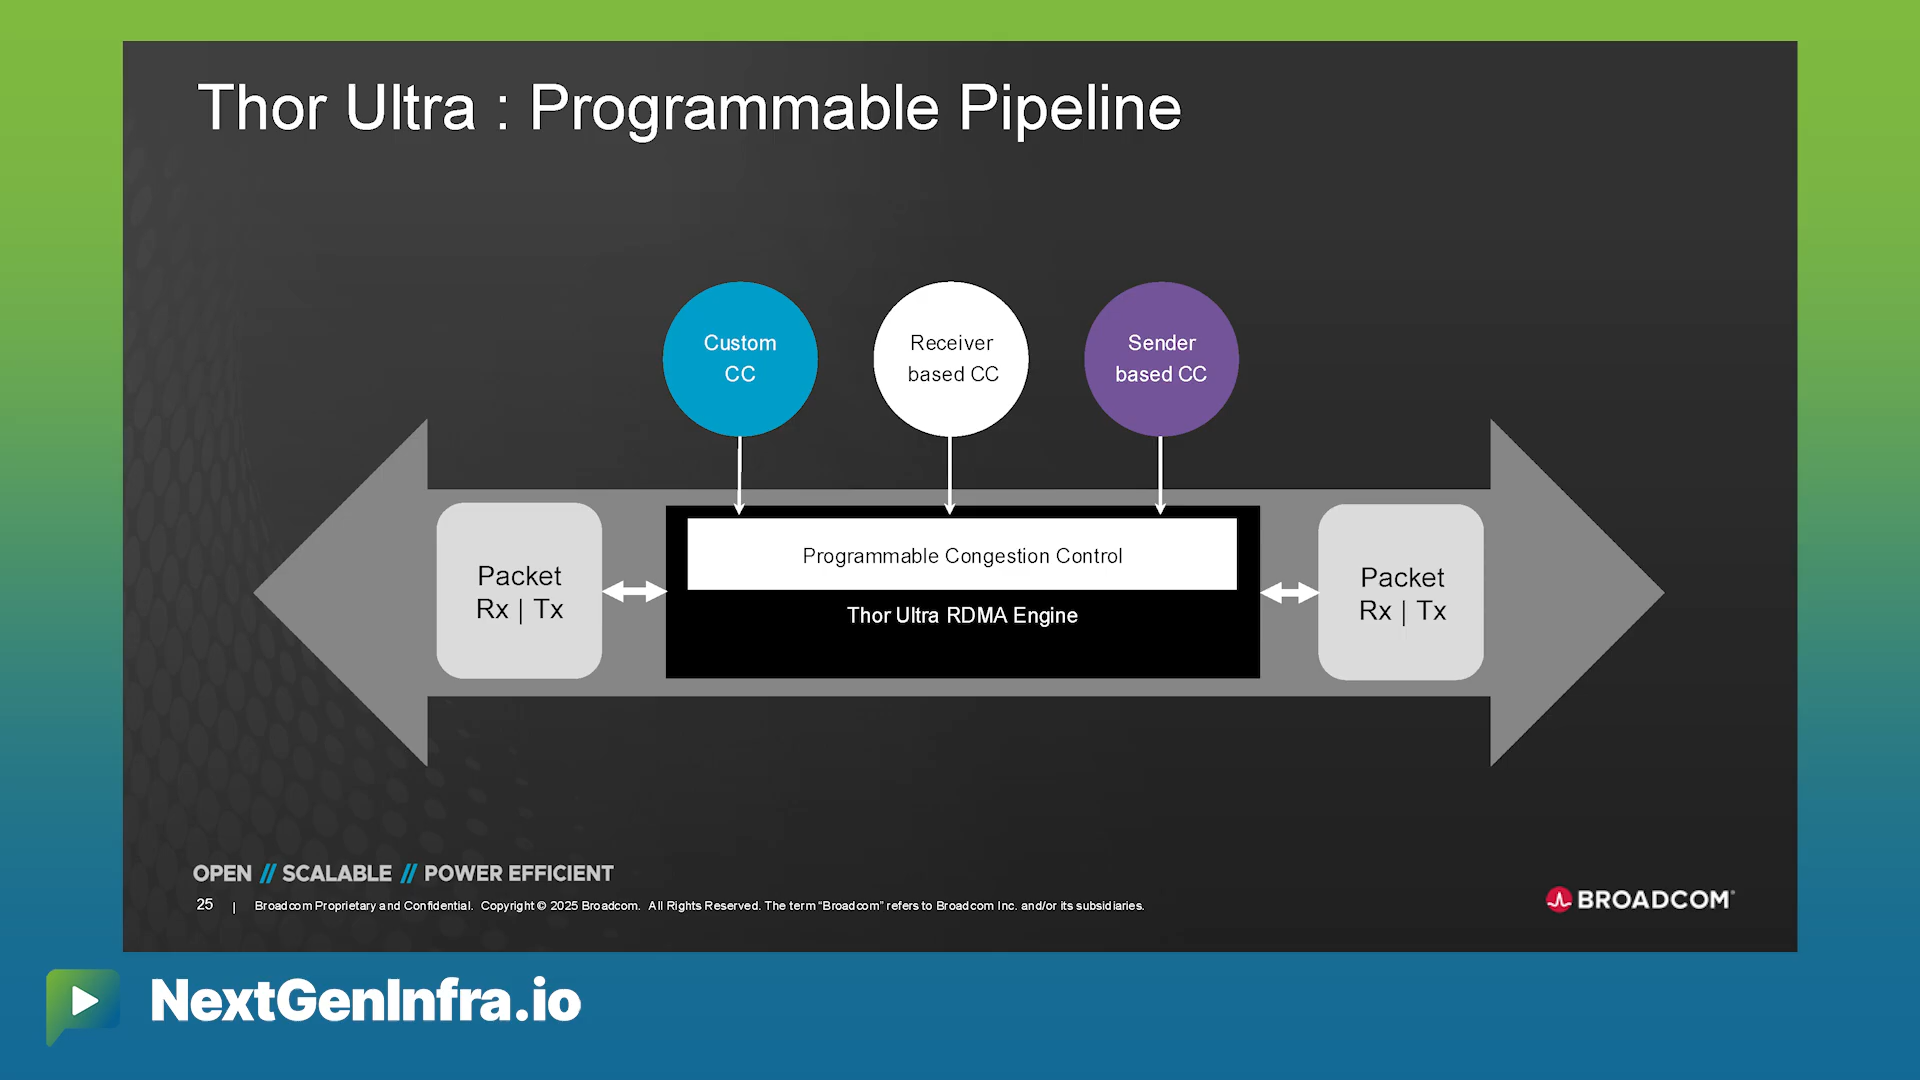 Thor Ultra : Programmable Pipeline
Custom
CC
Receiver
based CC
Sender
based CC
Packet
Rx | Tx
Programmable Congestion Control
Thor Ultra RDMA Engine
Packet
Rx | Tx
OPEN // SCALABLE // POWER EFFICIENT
25 | Broadcom Proprietary and Confidential. Copyright © 2025 Broadcom. All Rights Reserved. The term “Broadcom” refers to Broadcom Inc. and/or its subsidiaries.
BROADCOM
NextGenInfra.io